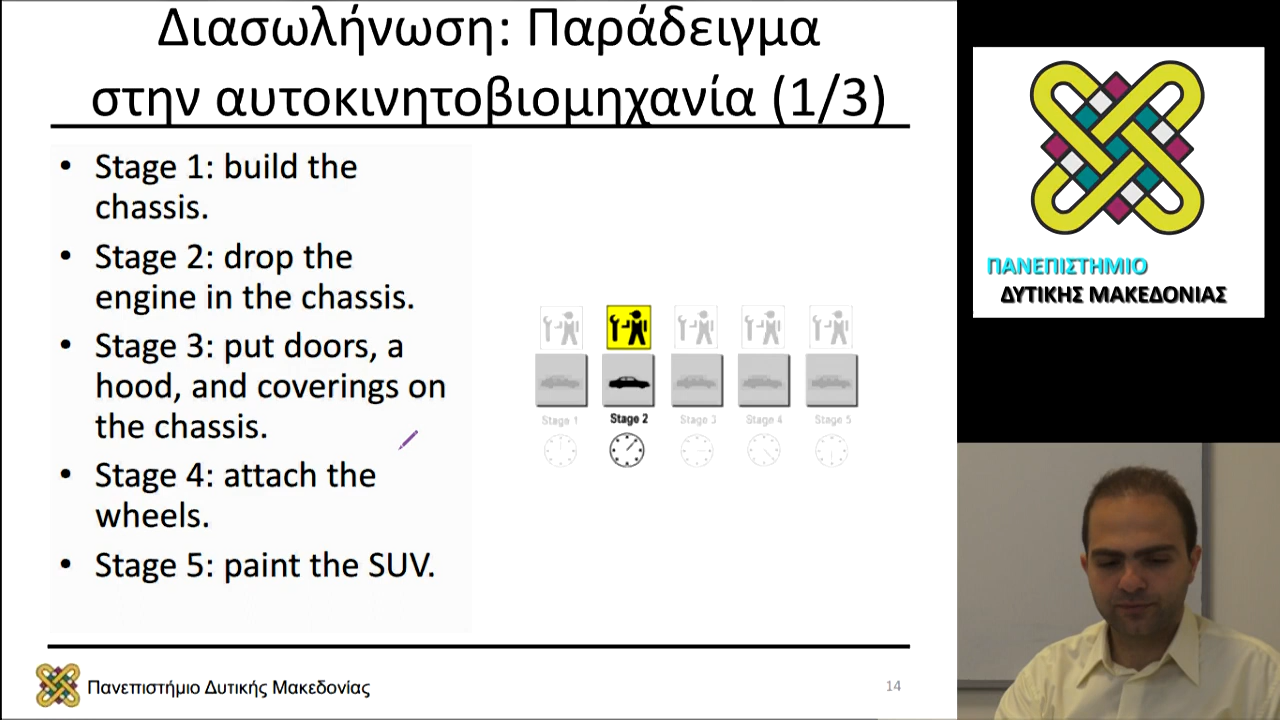 Διασωλήνωση: Παράδειγμα
στην αυτοκινητοβιομηχανία (1/3)
• Stage 1: build the
chassis.
• Stage 2: drop the
engine in the chassis.
• Stage 3: put doors, a
hood, and coverings on
the chassis.
• Stage 4: attach the
wheels.
• Stage 5: paint the SUV.
Stage 1 Stage 2 Stage 3 Stage 4 Stage 5
Πανεπιστήμιο Δυτικής Μακεδονίας
14
ΠΑΝΕΠΙΣΤΗΜΙΟ
ΔΥΤΙΚΗΣ ΜΑΚΕΔΟΝΙΑΣ